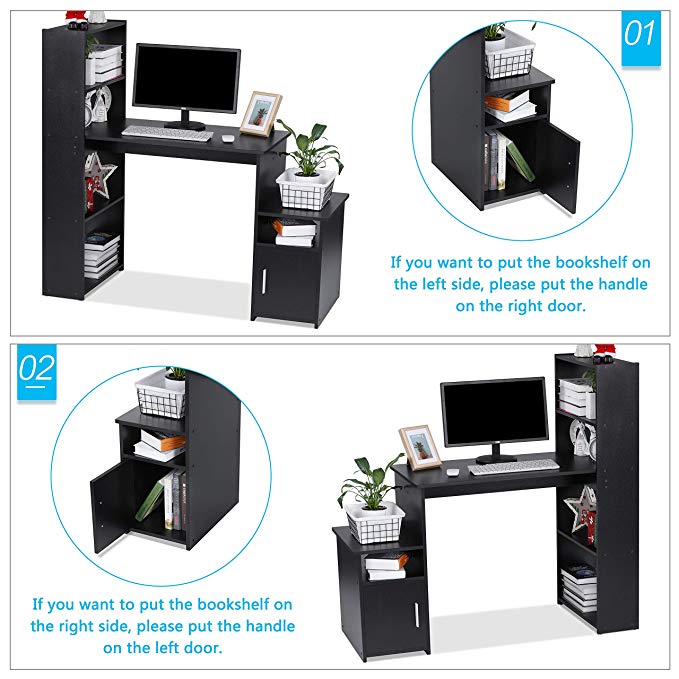 01
If you want to put the bookshelf on
the left side, please put the handle
on the right door.
02
If you want to put the bookshelf on
the right side, please put the handle
on the left door.